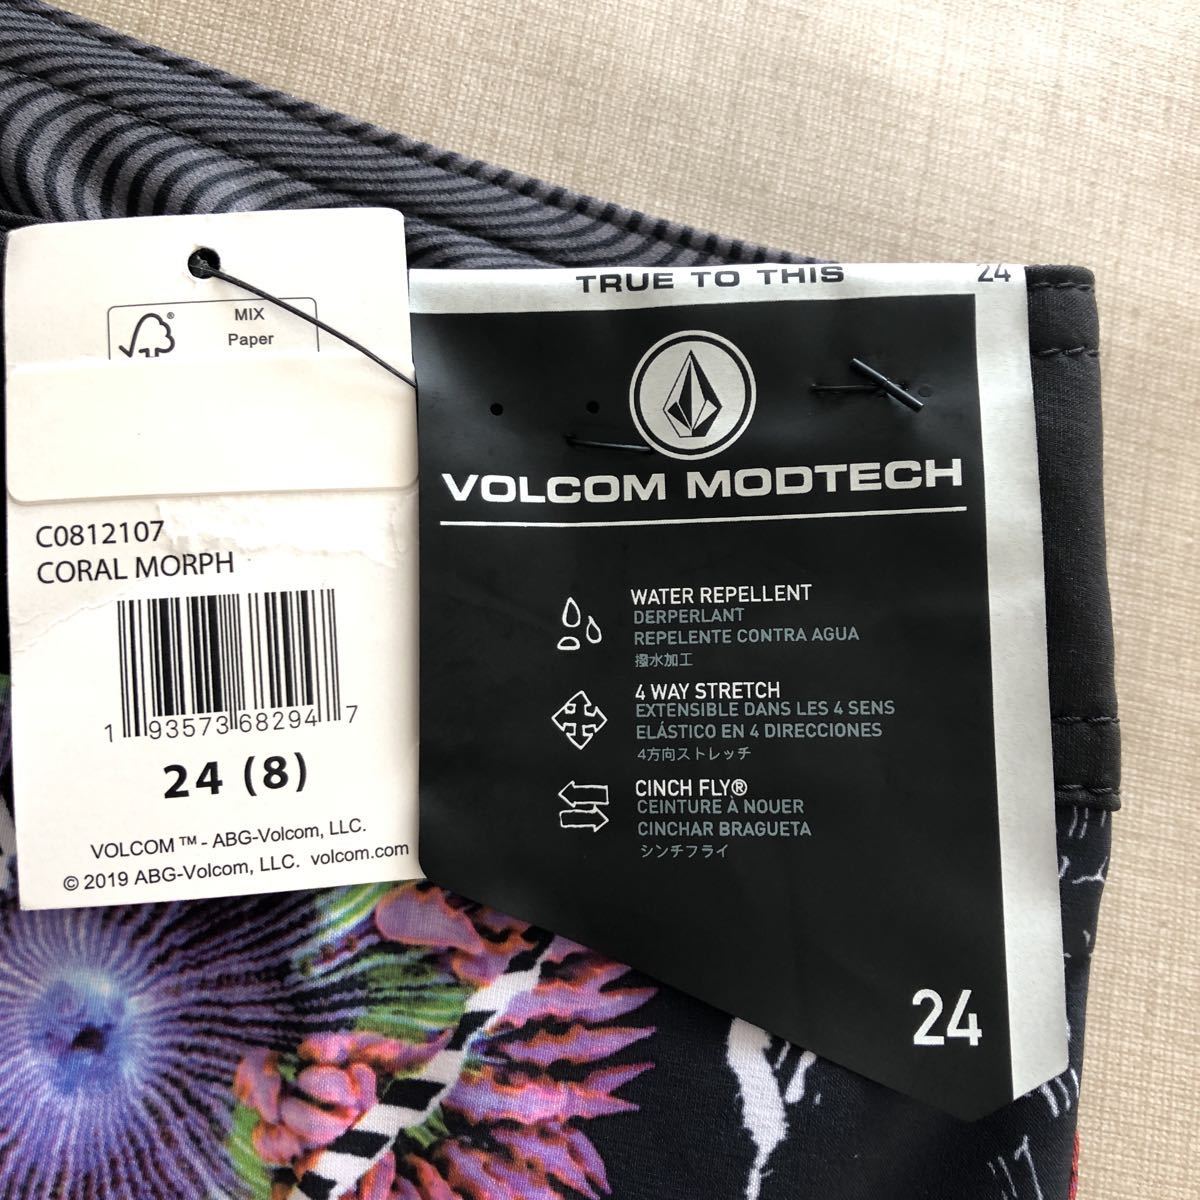 MIX
Paper
C0812107
CORAL MORPH
1 93573 68294 7
24 (8)
VOLCOM™ - ABG-Volcom, LLC.
© 2019 ABG-Volcom, LLC. volcom.com
TRUE TO THIS
24
VOLCOM MODTECH
WATER REPELLENT
DERPERLANT
REPELENTE CONTRA AGUA
撥水加工
4 WAY STRETCH
EXTENSIBLE DANS LES 4 SENS
ELÁSTICO EN 4 DIRECCIONES
4方向ストレッチ
CINCH FLY®
CEINTURE À NOUER
CINCHAR BRAGUETA
シンチフライ
24